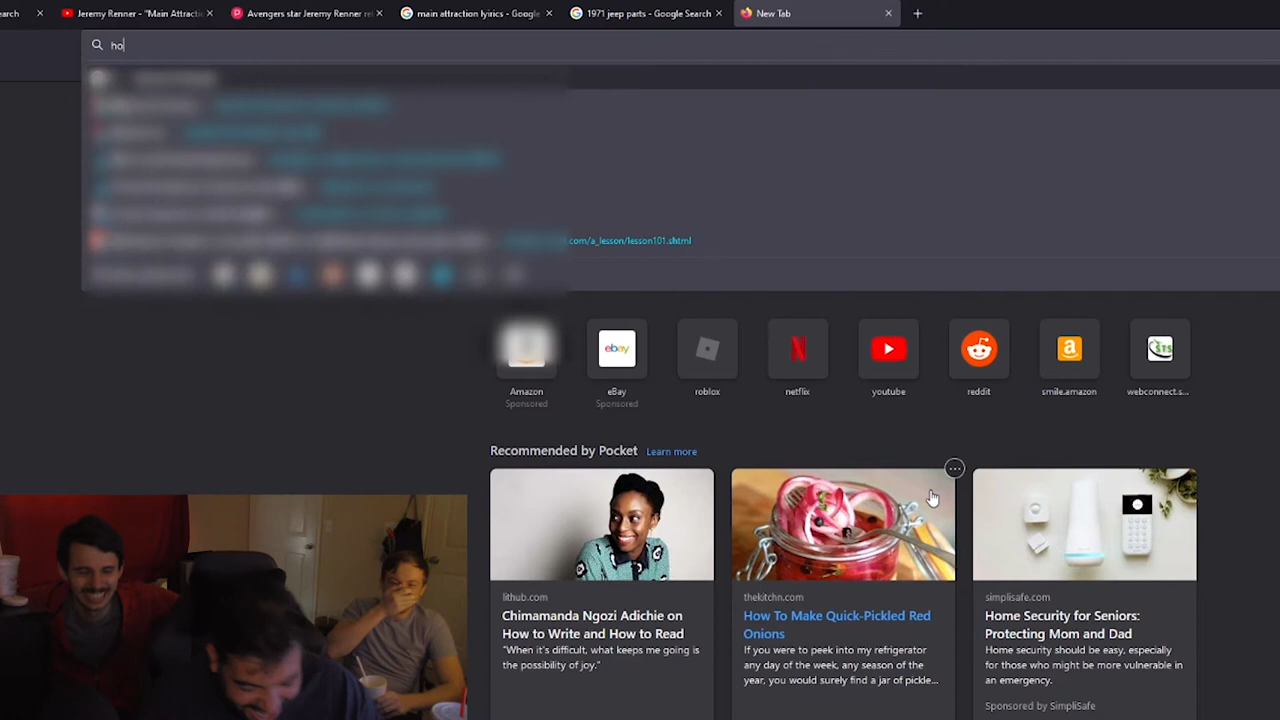 earch
Jeremy Renner - "Main Attractio
Avengers star Jeremy Renner re
main attraction lyirics - Google
1971 jeep parts - Google Search
New Tab
ho
.com/a_lesson/lesson101.shtml
ebay
Amazon
Sponsored
eBay
Sponsored
roblox
netflix
youtube
reddit
smile.amazon
webconnect.s...
Recommended by Pocket Learn more
lithub.com
Chimamanda Ngozi Adichie on
How to Write and How to Read
"When it's difficult, what keeps me going is
the possibility of joy."
thekitchn.com
How To Make Quick-Pickled Red
Onions
If you were to peek into my refrigerator
any day of the week, any season of the
year, you would surely find a jar of pickle...
simplisafe.com
Home Security for Seniors:
Protecting Mom and Dad
Home security should be easy, especially
for those who might be more vulnerable in
an emergency.
Sponsored by SimpliSafe